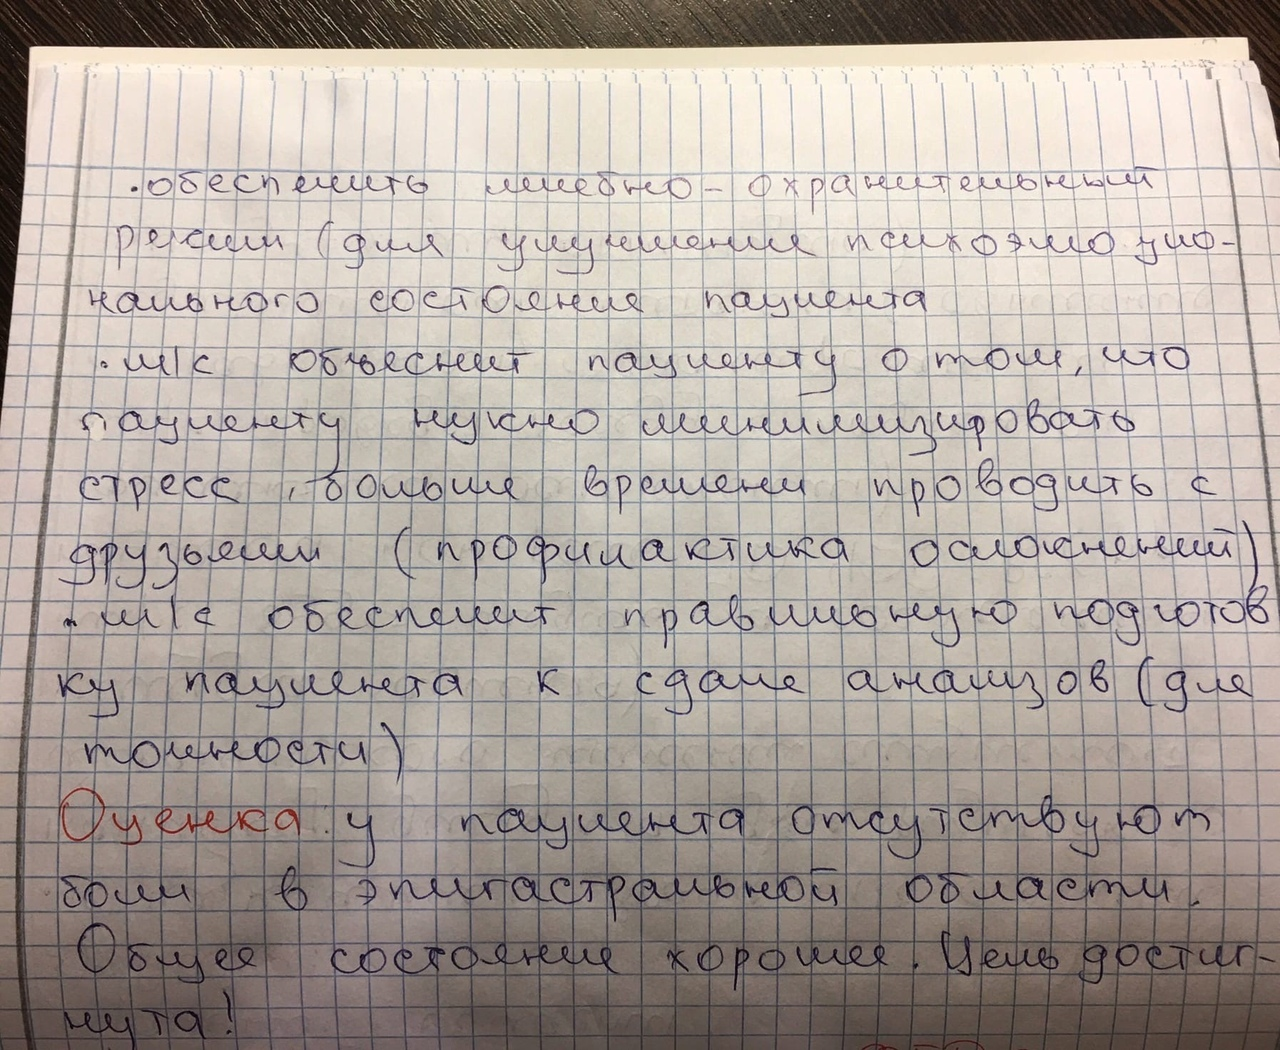 •обеспечить лечебно-охранительный
режим (для улучшения психоэмоцио-
нального состояния пациента
•м/с объеснит пациенту о том, что
пациенту нужно минимизировать
стресс, больше времени проводить с
друзьями (профилактика осложнений)
•м/с обеспечит правильную подготов
ку пациента к сдаче анализов (для
точности)
Оценка: у пациента отсутствуют
боли в эпигастральной области.
Общее состояние хорошее. Цель достиг-
нута!